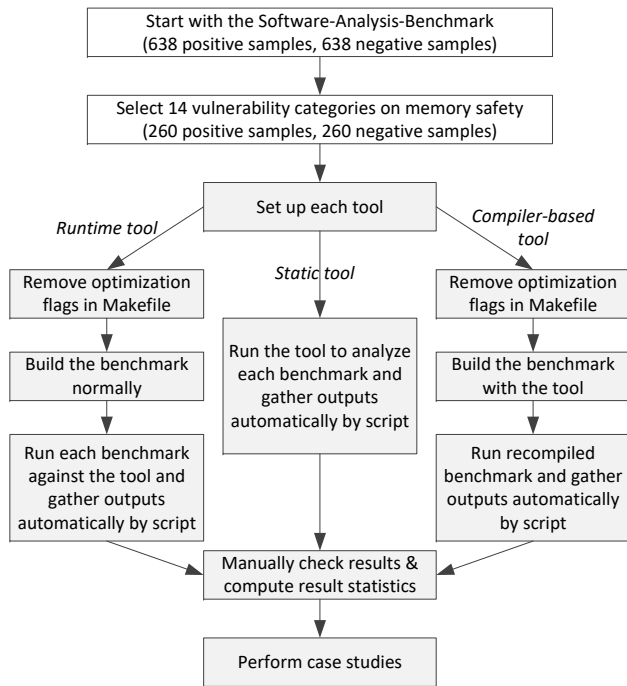 Start with the Software-Analysis-Benchmark
(638 positive samples, 638 negative samples)
Select 14 vulnerability categories on memory safety
(260 positive samples, 260 negative samples)
Set up each tool
Runtime tool
Remove optimization
flags in Makefile
Build the benchmark
normally
Run each benchmark
against the tool and
gather outputs
automatically by script
Static tool
Run the tool to analyze
each benchmark and
gather outputs
automatically by script
Compiler-based
tool
Remove optimization
flags in Makefile
Build the benchmark
with the tool
Run recompiled
benchmark and gather
outputs automatically
by script
Manually check results &
compute result statistics
Perform case studies